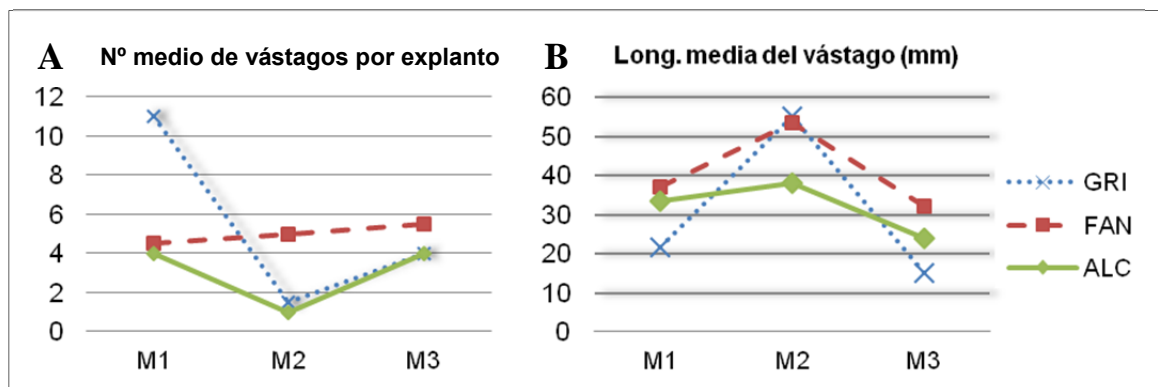 A Nº medio de vástagos por explanto
12
10
8
6
4
2
0
M1 M2 M3
B Long. media del vástago (mm)
60
50
40
30
20
10
0
M1 M2 M3
GRI
FAN
ALC